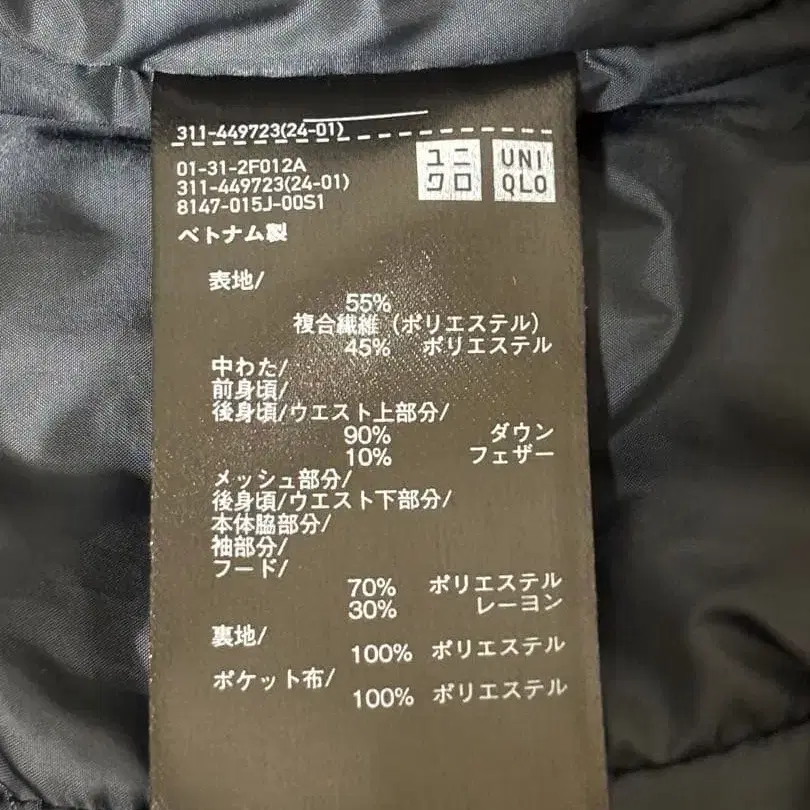 311-449723(24-01)
ユニ
クロ
UNI
QLO
01-31-2F012A
311-449723(24-01)
8147-015J-00S1
ベトナム製
表地/
55%
複合繊維（ポリエステル）
45% ポリエステル
中わた/
前身頃/
後身頃/ウエスト上部分/
90% ダウン
10% フェザー
メッシュ部分/
後身頃/ウエスト下部分/
本体脇部分/
袖部分/
フード/
70% ポリエステル
30% レーヨン
裏地/
100% ポリエステル
ポケット布/
100% ポリエステル